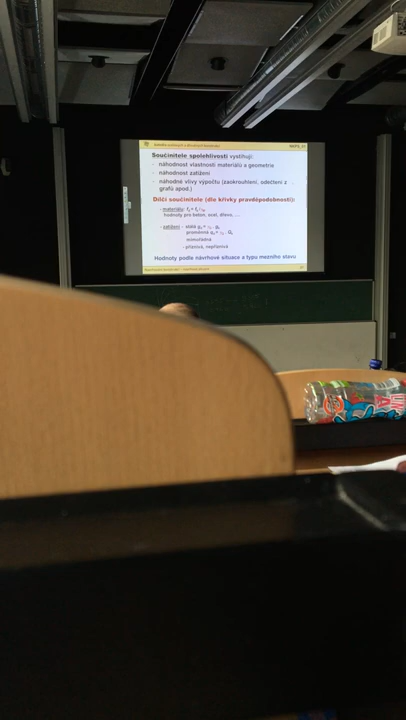 Součinitele spolehlivosti vystihují:
- náhodnost vlastností materiálů a geometrie
- náhodnost zatížení
- náhodné vlivy výpočtu (zaokrouhlení, odečtení z
grafů apod.)
Dílčí součinitele (dle křivky pravděpodobnosti):
- materiálu
hodnoty pro beton, ocel, dřevo, ...
- zatížení - stálá
proměnná
mimořádná
- příznivá, nepříznivá
Hodnoty podle návrhové situace a typu mezního stavu